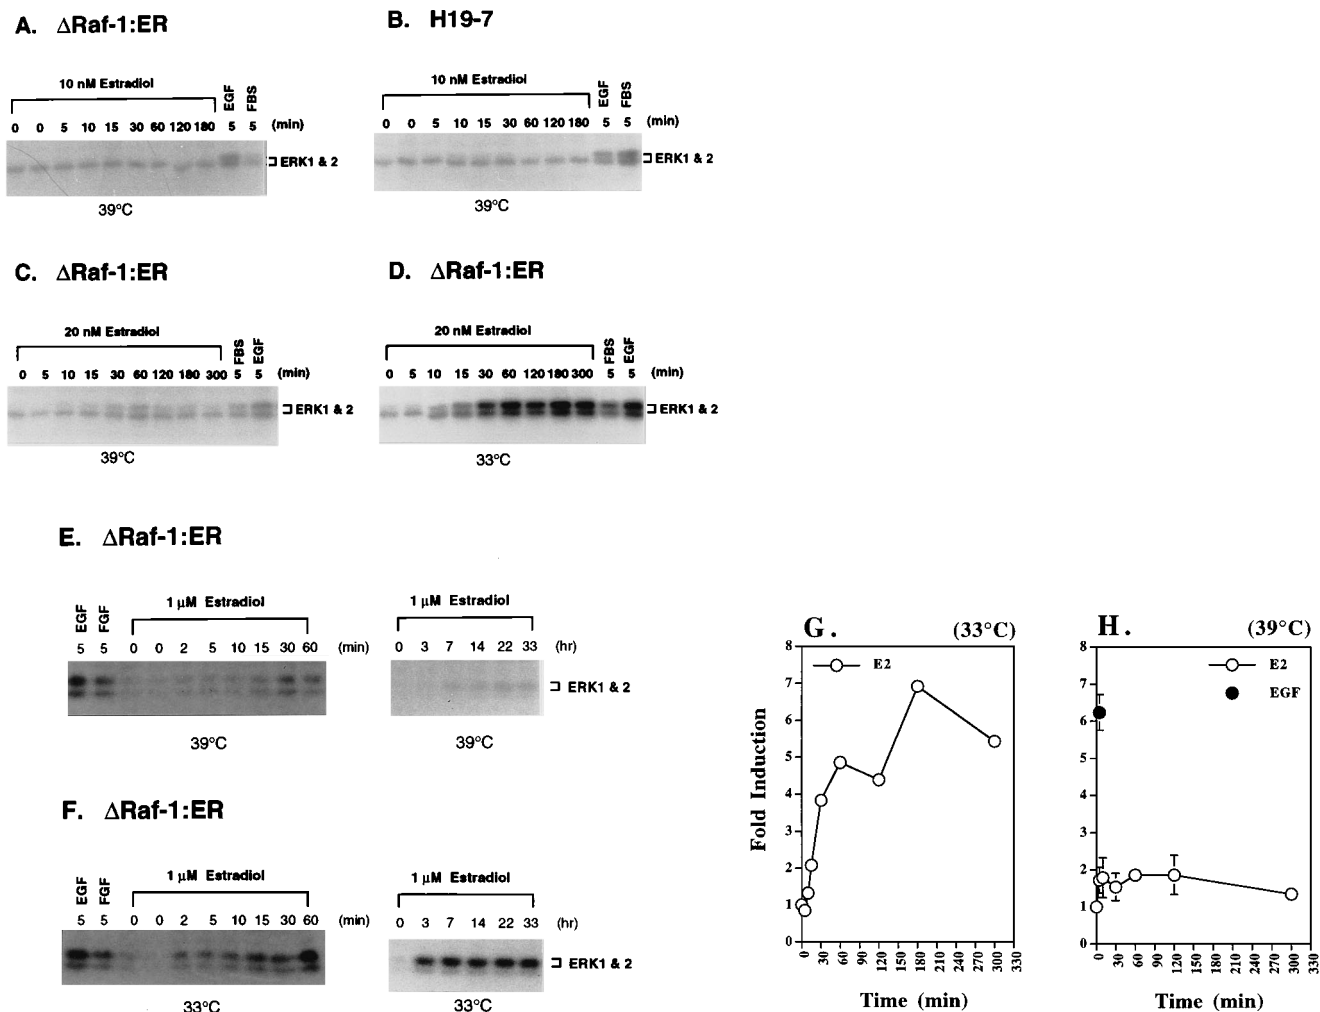 A. ΔRaf-1:ER
10 nM Estradiol
EGF
FBS
0 0 5 10 15 30 60 120 180 5 5 (min)
ERK1 & 2
39°C
B. H19-7
10 nM Estradiol
EGF
FBS
0 0 5 10 15 30 60 120 180 5 5 (min)
ERK1 & 2
39°C
C. ΔRaf-1:ER
20 nM Estradiol
FBS
EGF
0 5 10 15 30 60 120 180 300 5 5 (min)
ERK1 & 2
39°C
D. ΔRaf-1:ER
20 nM Estradiol
FBS
EGF
0 5 10 15 30 60 120 180 300 5 5 (min)
ERK1 & 2
33°C
E. ΔRaf-1:ER
EGF
FGF
1 μM Estradiol
5 5 0 0 2 5 10 15 30 60 (min)
39°C
1 μM Estradiol
0 3 7 14 22 33 (hr)
ERK1 & 2
39°C
F. ΔRaf-1:ER
EGF
FGF
1 μM Estradiol
5 5 0 0 2 5 10 15 30 60 (min)
33°C
1 μM Estradiol
0 3 7 14 22 33 (hr)
ERK1 & 2
33°C
G. (33°C)
E2
Fold Induction
8
7
6
5
4
3
2
1
0
0 30 60 90 120 150 180 210 240 270 300 330
Time (min)
H. (39°C)
E2
EGF
8
7
6
5
4
3
2
1
0
0 30 60 90 120 150 180 210 240 270 300 330
Time (min)